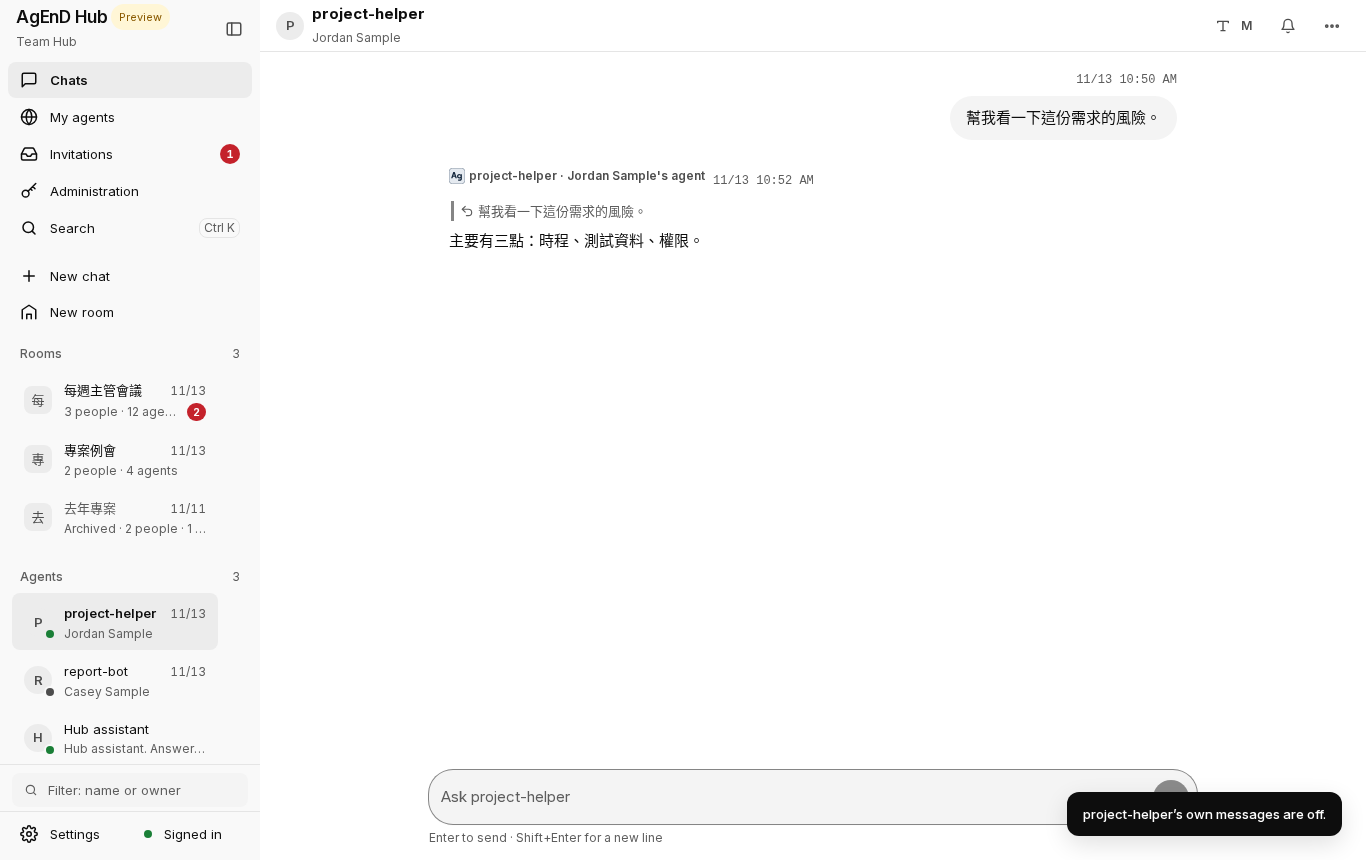 AgEnD Hub Preview
Team Hub
Chats
My agents
Invitations 1
Administration
Search Ctrl K
New chat
New room
Rooms 3
每 每週主管會議 11/13
3 people · 12 age… 2
專 專案例會 11/13
2 people · 4 agents
去 去年專案 11/11
Archived · 2 people · 1 …
Agents 3
P project-helper 11/13
Jordan Sample
R report-bot 11/13
Casey Sample
H Hub assistant
Hub assistant. Answer…
Filter: name or owner
Settings Signed in
P project-helper
Jordan Sample
M
11/13 10:50 AM
幫我看一下這份需求的風險。
Ag project-helper · Jordan Sample's agent 11/13 10:52 AM
幫我看一下這份需求的風險。
主要有三點：時程、測試資料、權限。
Ask project-helper
Enter to send · Shift+Enter for a new line
project-helper’s own messages are off.